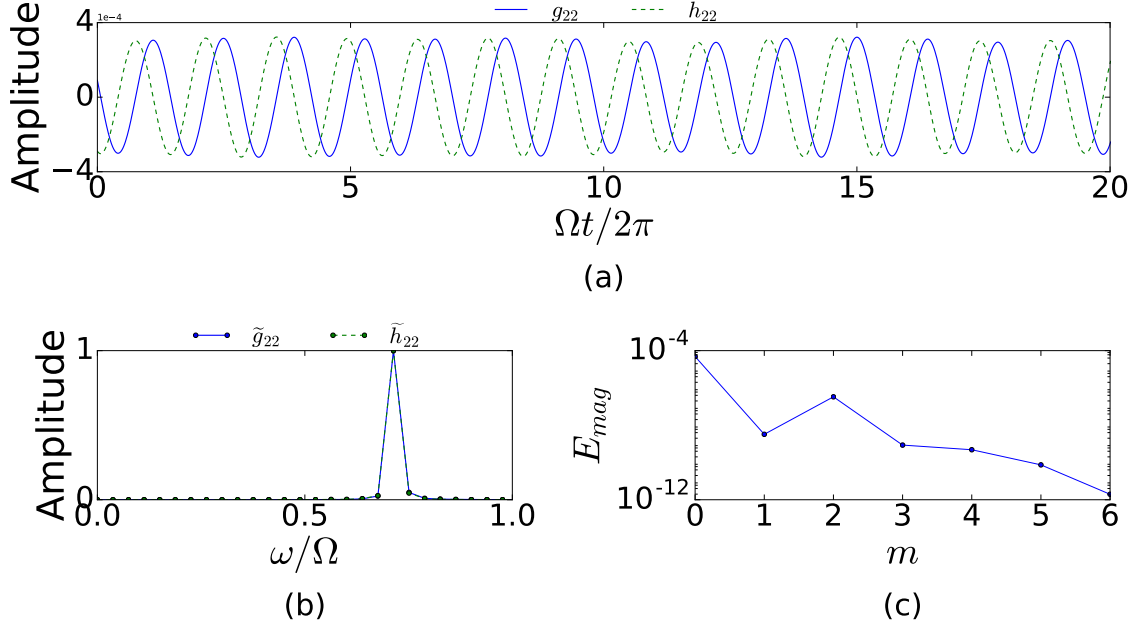 1e−4 g22 h22
Amplitude
4
0
−4
0 5 10 15 20
Ωt/2π
(a)
g̃22 h̃22
Amplitude
1
0
0.0 0.5 1.0
ω/Ω
(b)
E_mag
10^-4
10^-12
0 1 2 3 4 5 6
m
(c)